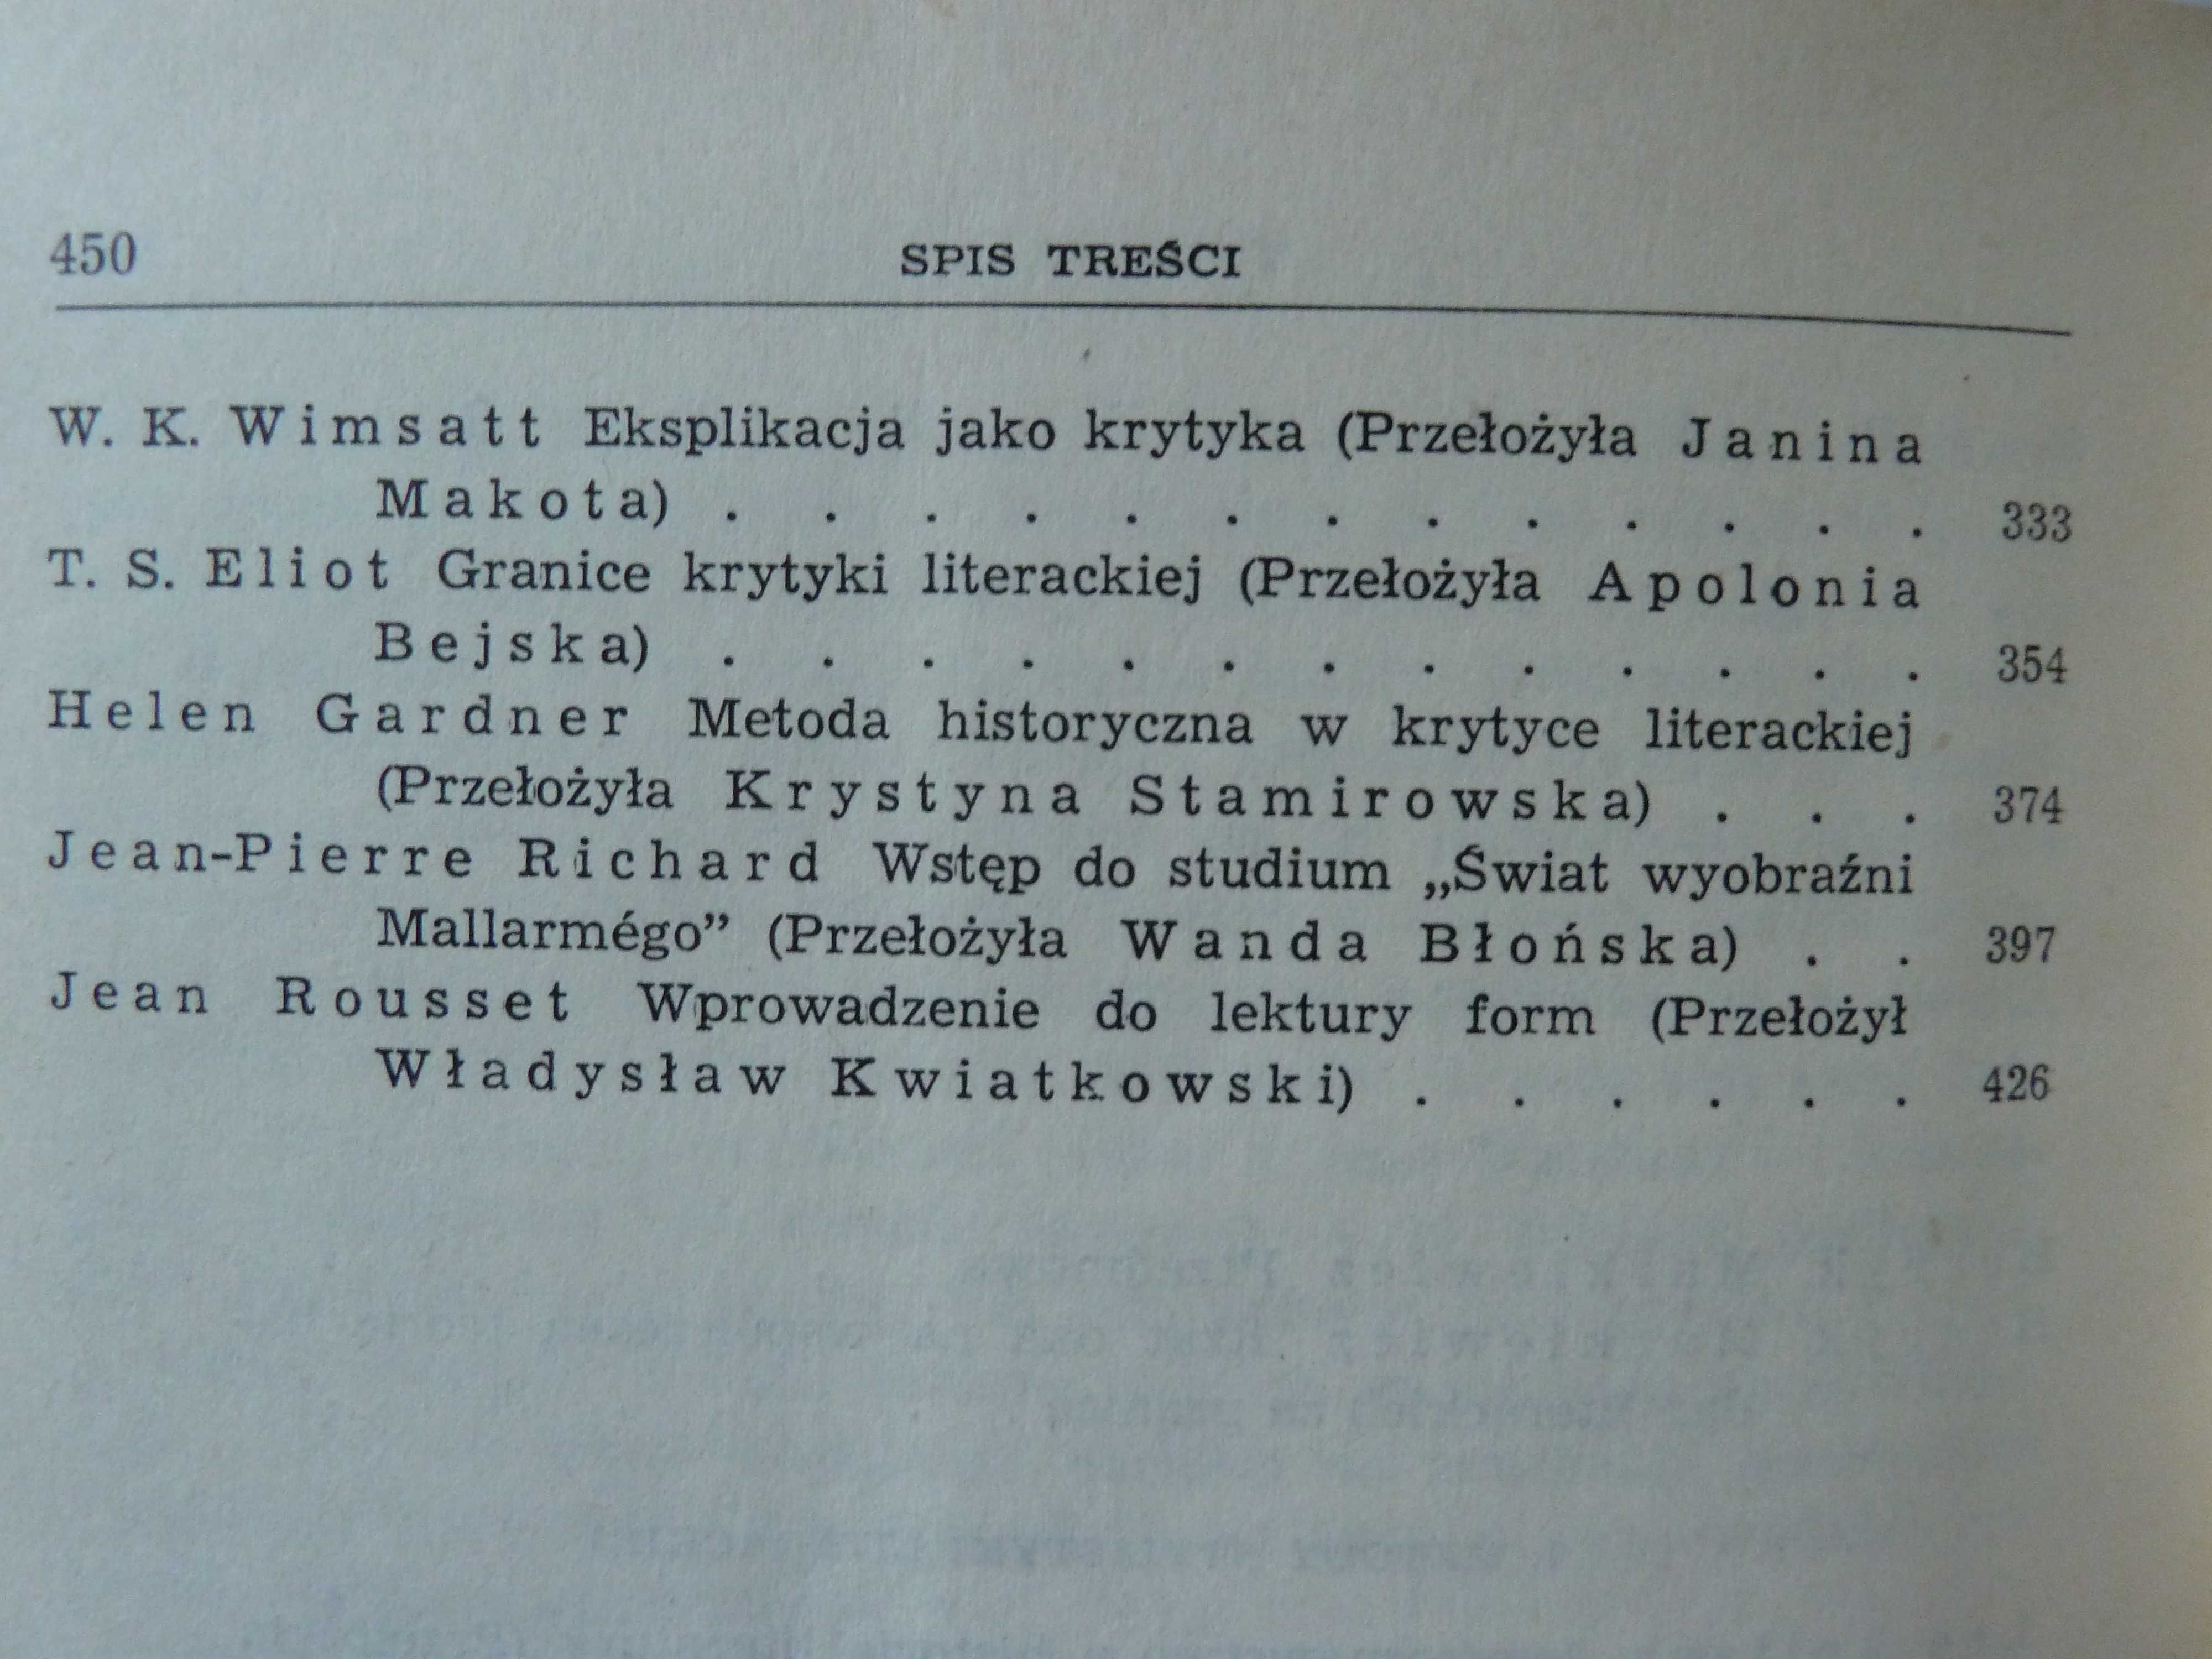 450 SPIS TREŚCI
W. K. Wimsatt Eksplikacja jako krytyka (Przełożyła Janina
Makota) . . . . . . . . . . . . . 333
T. S. Eliot Granice krytyki literackiej (Przełożyła Apolonia
Bejska) . . . . . . . . . . . . . 354
Helen Gardner Metoda historyczna w krytyce literackiej
(Przełożyła Krystyna Stamirowska) . . . 374
Jean-Pierre Richard Wstęp do studium „Świat wyobraźni
Mallarmégo” (Przełożyła Wanda Błońska) . . 397
Jean Rousset Wprowadzenie do lektury form (Przełożył
Władysław Kwiatkowski) . . . . . . 426